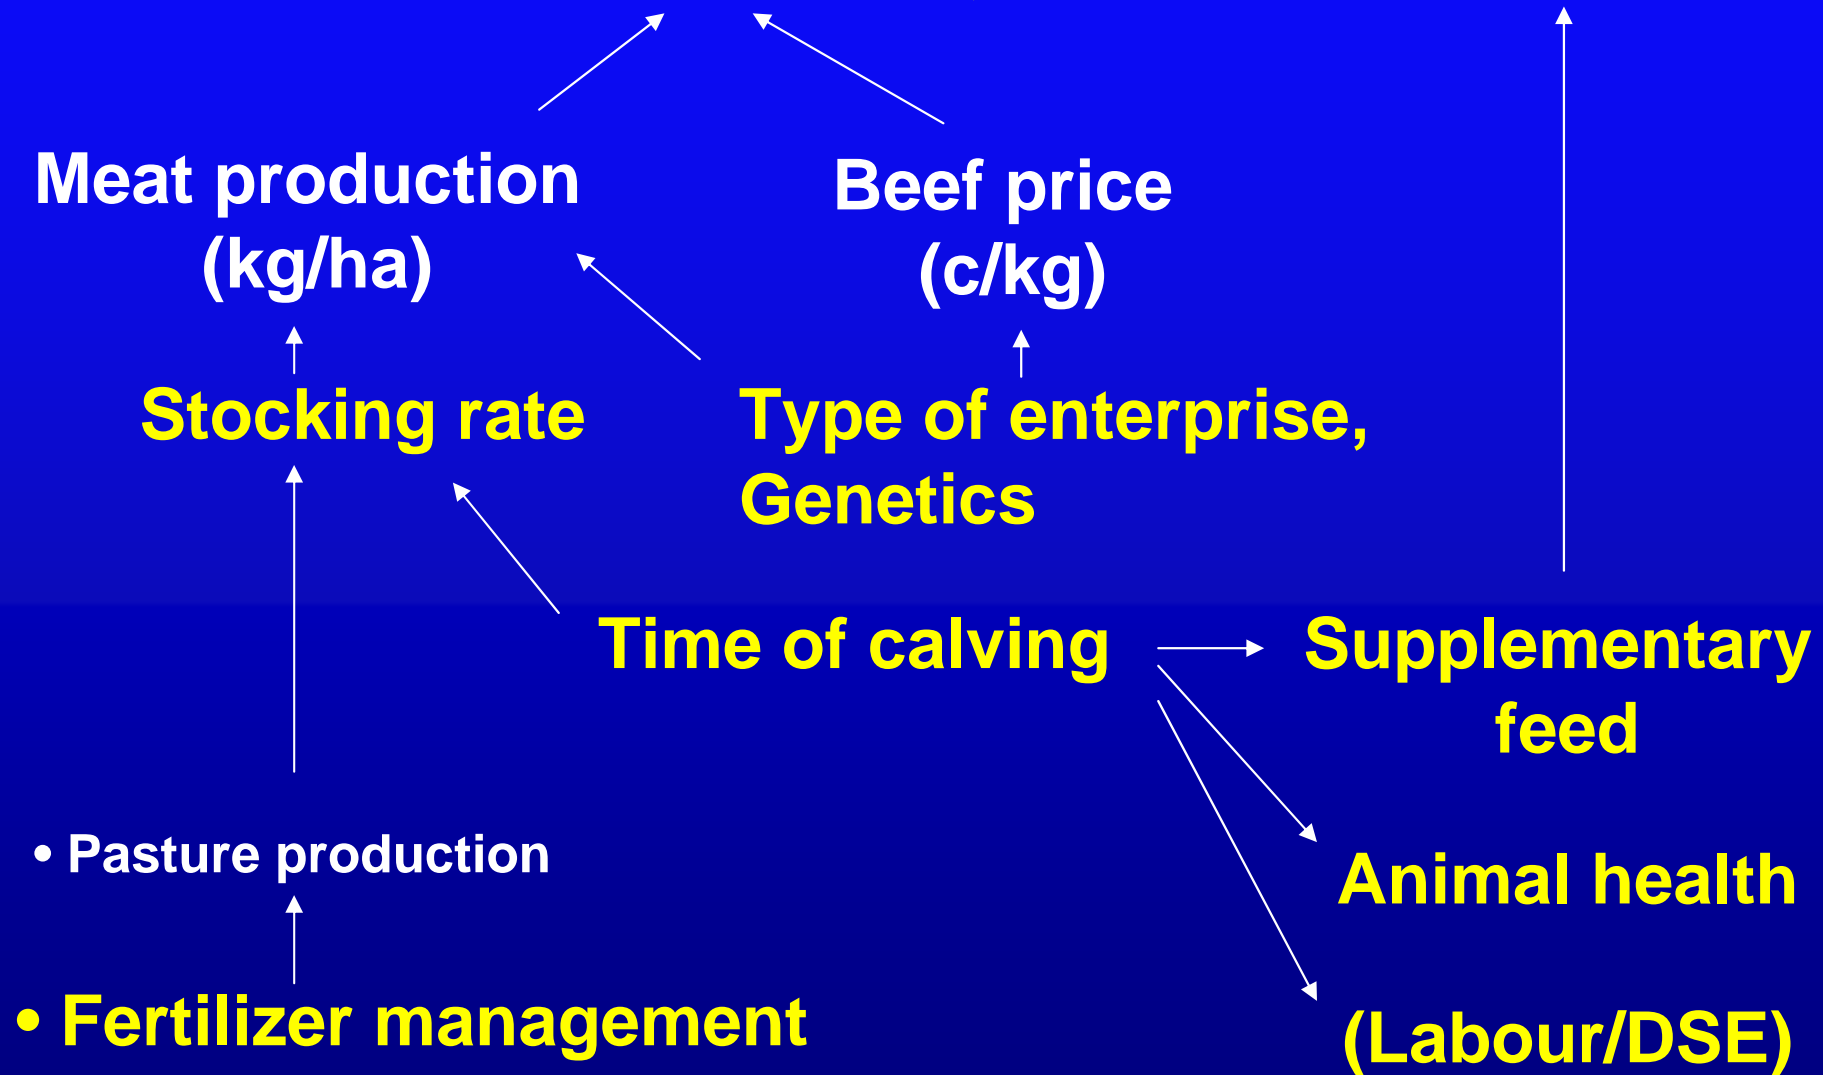 Meat production
(kg/ha)
Beef price
(c/kg)
Stocking rate
Type of enterprise,
Genetics
Time of calving
Supplementary
feed
• Pasture production
Animal health
• Fertilizer management
(Labour/DSE)